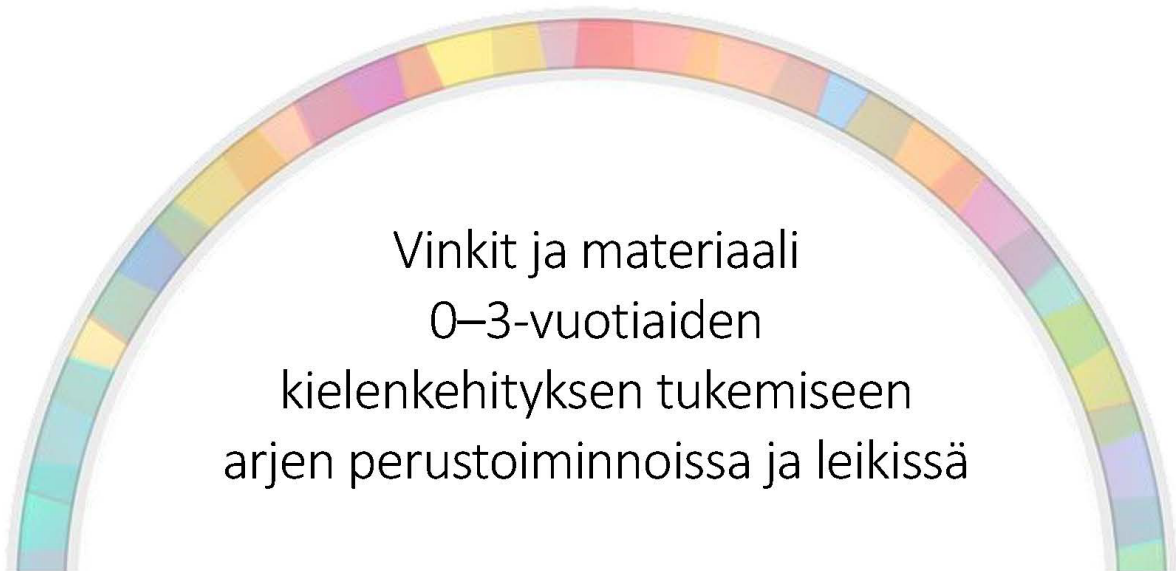 Vinkit ja materiaali
0–3-vuotiaiden
kielenkehityksen tukemiseen
arjen perustoiminnoissa ja leikissä